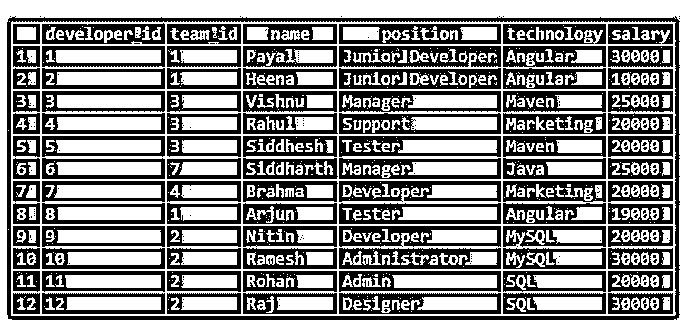 developer_id team_id name position technology salary
1 1 1 Payal Junior Developer Angular 30000
2 2 1 Heena Junior Developer Angular 10000
3 3 3 Vishnu Manager Maven 25000
4 4 3 Rahul Support Marketing 20000
5 5 3 Siddhesh Tester Maven 20000
6 6 7 Siddharth Manager Java 25000
7 7 4 Brahma Developer Marketing 20000
8 8 1 Arjun Tester Angular 19000
9 9 2 Nitin Developer MySQL 20000
10 10 2 Ramesh Administrator MySQL 30000
11 11 2 Rohan Admin SQL 20000
12 12 2 Raj Designer SQL 30000